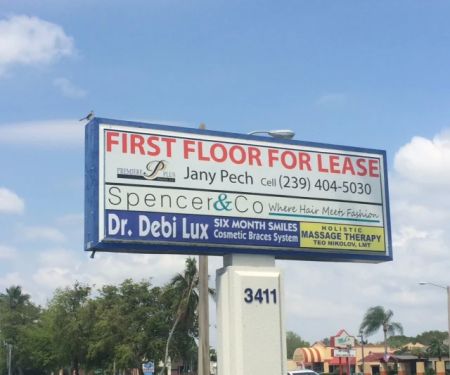 FIRST FLOOR FOR LEASE
PREMIERE P PLUS
Jany Pech Cell (239) 404-5030
Spencer&Co Where Hair Meets Fashion
Dr. Debi Lux SIX MONTH SMILES
Cosmetic Braces System
HOLISTIC
MASSAGE THERAPY
TEO NIKOLOV, LMT
3411